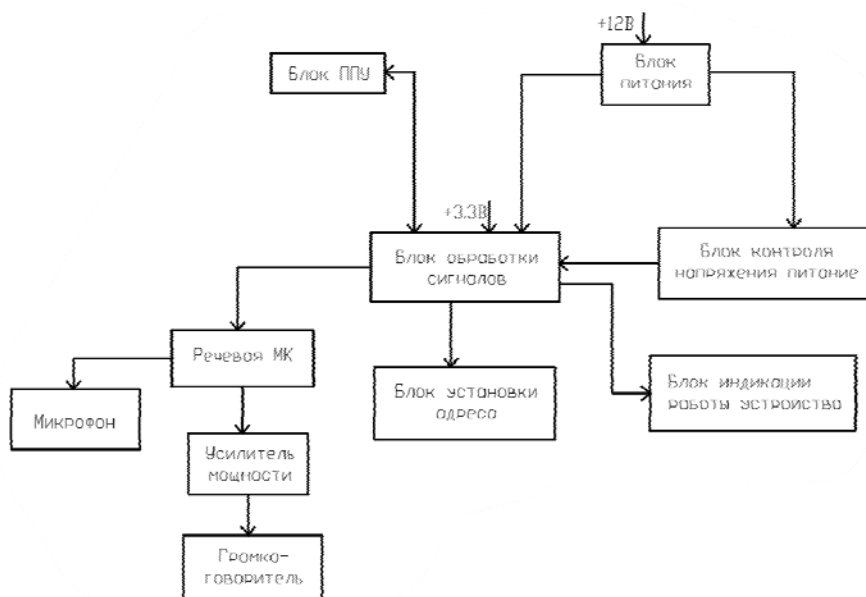 +12В
Блок
питания
Блок ППУ
+3.3В
Блок обработки
сигналов
Блок контроля
напряжения питание
Речевая МК
Блок установки
адреса
Блок индикации
работы устройства
Микрофон
Усилитель
мощности
Громко-
говоритель